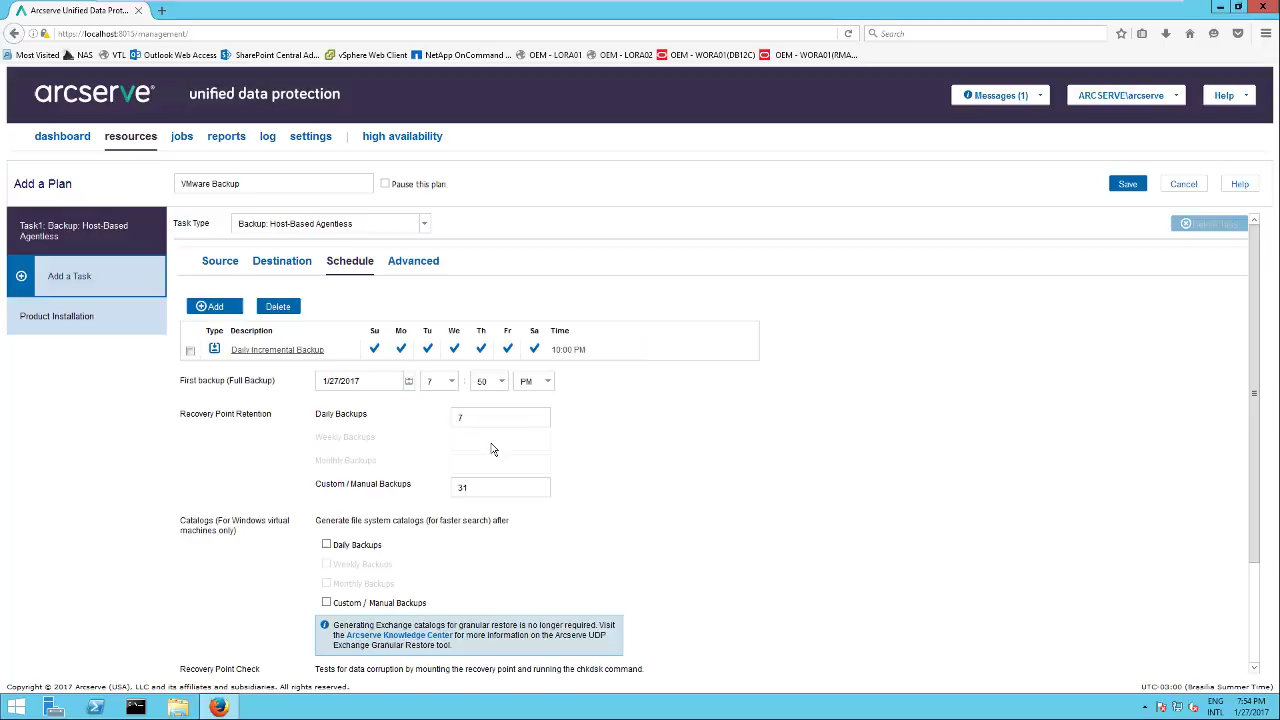 Arcserve Unified Data Prot...
https://localhost:8015/management/
Search
Most Visited NAS VTL Outlook Web Access SharePoint Central Ad... vSphere Web Client NetApp OnCommand ... OEM - LORA01 OEM - LORA02 OEM - WORA01(DB12C) OEM - WORA01(RMA...
arcserve® unified data protection
Messages (1) ARCSERVE\arcserve Help
dashboard resources jobs reports log settings | high availability
Add a Plan VMware Backup Pause this plan Save Cancel Help
Task1: Backup: Host-Based
Agentless
Task Type Backup: Host-Based Agentless
Add a Task
Product Installation
Source Destination Schedule Advanced
Add Delete
Type Description Su Mo Tu We Th Fr Sa Time
Daily Incremental Backup 10:00 PM
First backup (Full Backup) 1/27/2017 7 : 50 PM
Recovery Point Retention Daily Backups 7
Weekly Backups
Monthly Backups
Custom / Manual Backups 31
Catalogs (For Windows virtual
machines only)
Generate file system catalogs (for faster search) after
Daily Backups
Weekly Backups
Monthly Backups
Custom / Manual Backups
Generating Exchange catalogs for granular restore is no longer required. Visit
the Arcserve Knowledge Center for more information on the Arcserve UDP
Exchange Granular Restore tool.
Recovery Point Check Tests for data corruption by mounting the recovery point and running the chkdsk command.
Copyright © 2017 Arcserve (USA), LLC and its affiliates and subsidiaries. All rights reserved. UTC-03:00 (Brasilia Summer Time)
ENG 7:54 PM
INTL 1/27/2017